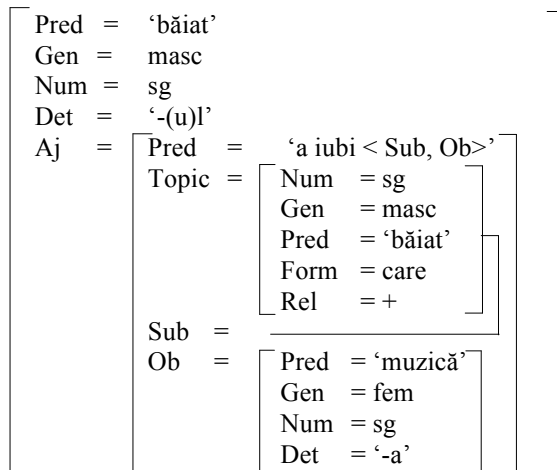 Pred = ‘băiat’
Gen = masc
Num = sg
Det = ‘-(u)l’
Aj = Pred = ‘a iubi < Sub, Ob>’
Topic = Num = sg
Gen = masc
Pred = ‘băiat’
Form = care
Rel = +
Sub =
Ob = Pred = ‘muzică’
Gen = fem
Num = sg
Det = ‘-a’